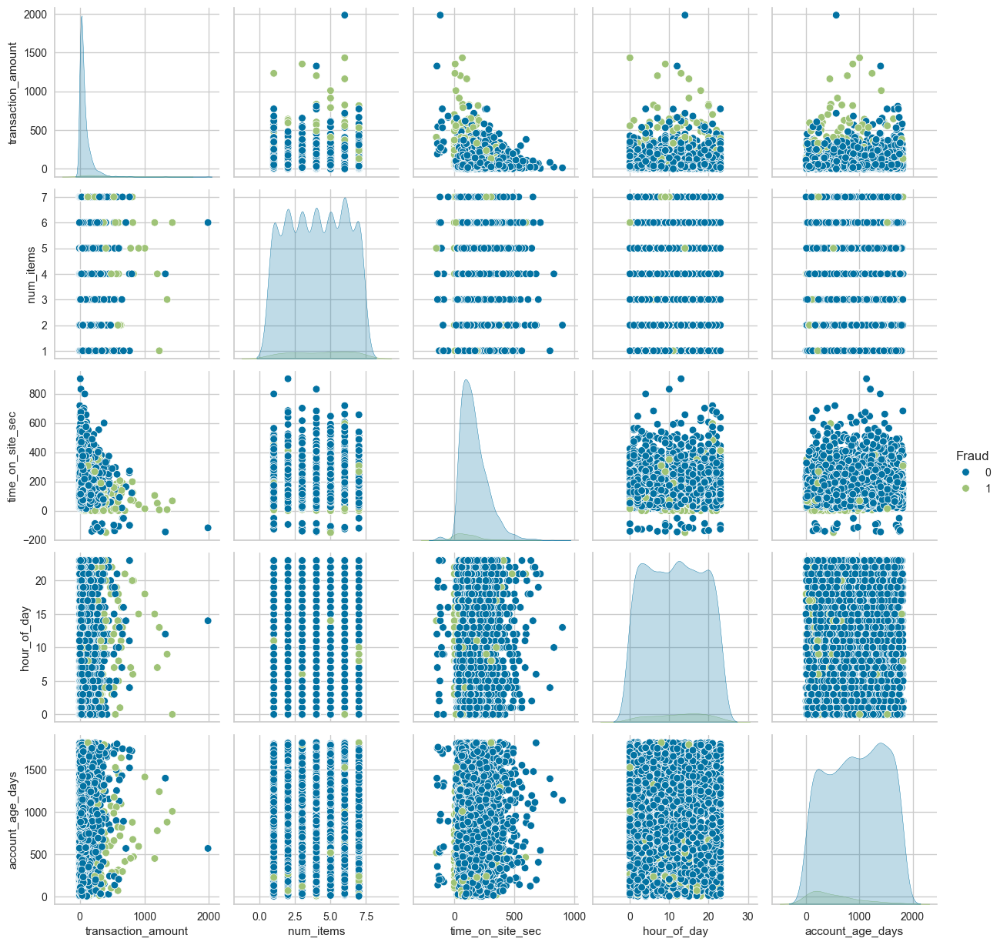 2000
1500
1000
500
0
transaction_amount
7
6
5
4
3
2
1
num_items
800
600
400
200
0
−200
time_on_site_sec
Fraud
0
1
20
15
10
5
0
hour_of_day
1500
1000
500
0
account_age_days
0 1000 2000
0.0 2.5 5.0 7.5
0 500 1000
0 10 20 30
0 1000 2000
transaction_amount
num_items
time_on_site_sec
hour_of_day
account_age_days